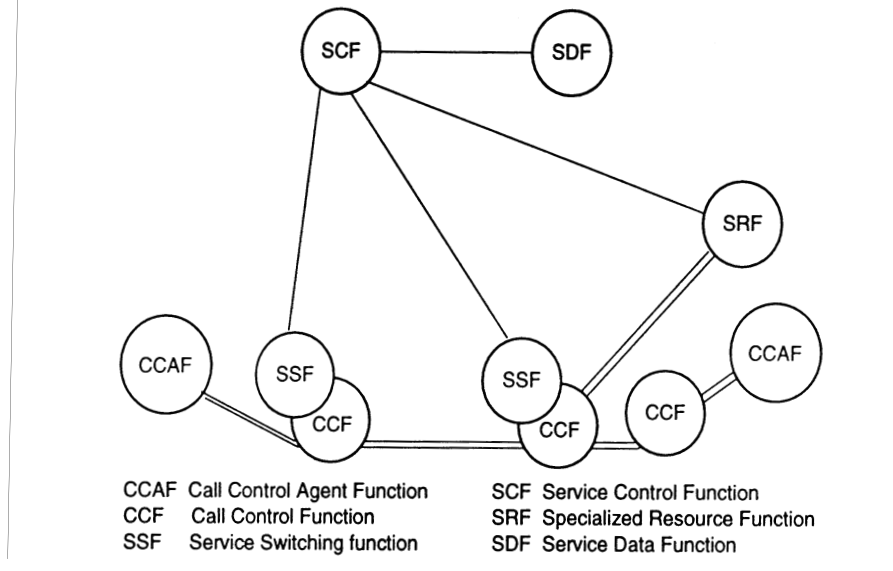 SCF
SDF
SRF
CCAF
SSF
CCF
SSF
CCF
CCF
CCAF
CCAF Call Control Agent Function
CCF Call Control Function
SSF Service Switching function
SCF Service Control Function
SRF Specialized Resource Function
SDF Service Data Function